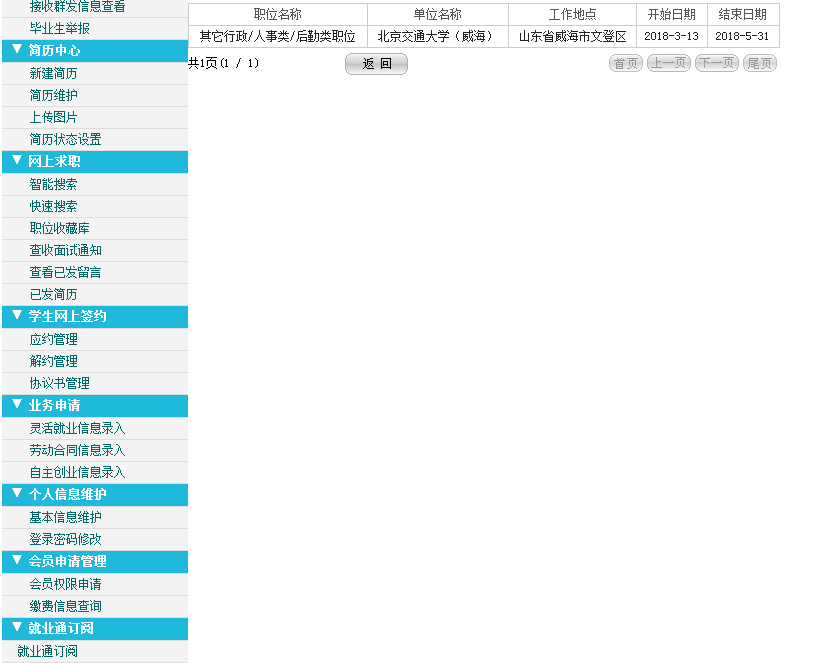 接收群发信息查看
毕业生举报
▼ 简历中心
新建简历
简历维护
上传图片
简历状态设置
▼ 网上求职
智能搜索
快速搜索
职位收藏库
查收面试通知
查看已发留言
已发简历
▼ 学生网上签约
应约管理
解约管理
协议书管理
▼ 业务申请
灵活就业信息录入
劳动合同信息录入
自主创业信息录入
▼ 个人信息维护
基本信息维护
登录密码修改
▼ 会员申请管理
会员权限申请
缴费信息查询
▼ 就业通订阅
就业通订阅
职位名称 单位名称 工作地点 开始日期 结束日期
其它行政/人事类/后勤类职位 北京交通大学（威海） 山东省威海市文登区 2018-3-13 2018-5-31
共1页(1 / 1) 返 回 首页 上一页 下一页 尾页